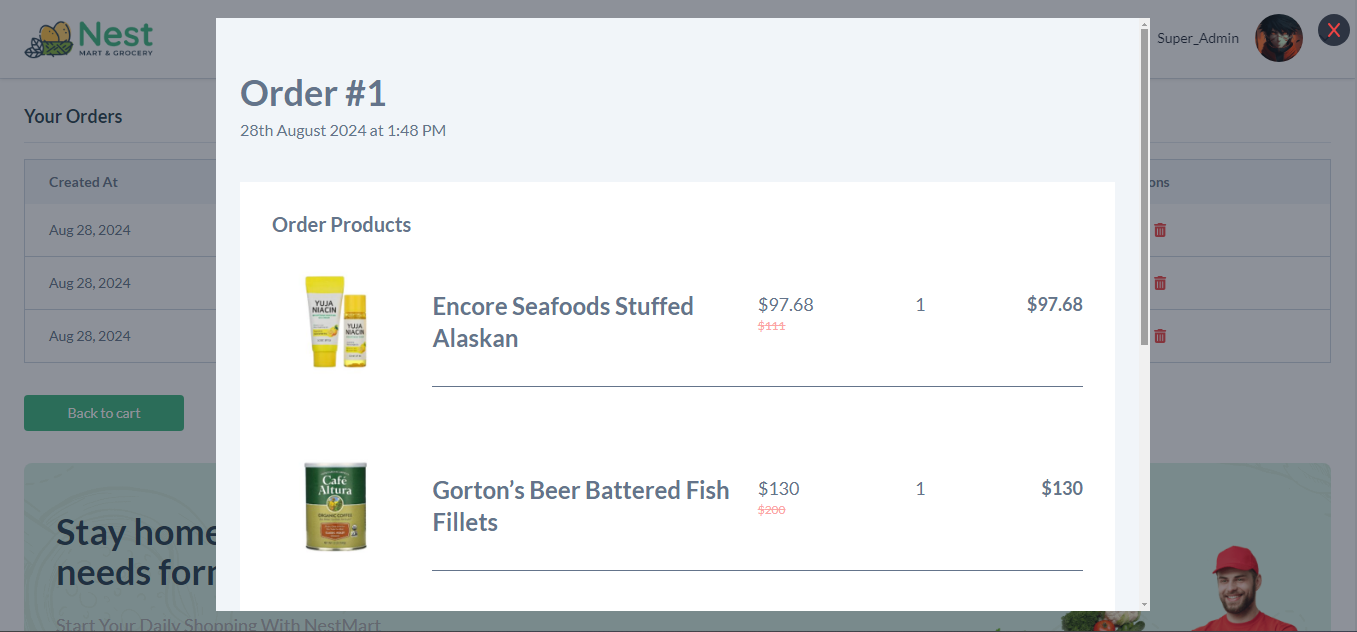 Nest
MART & GROCERY
Super_Admin
X
Your Orders
Created At
ons
Aug 28, 2024
Aug 28, 2024
Aug 28, 2024
Back to cart
Stay home
needs for
Start Your Daily Shopping With NestMart
Order #1
28th August 2024 at 1:48 PM
Order Products
YUJA
NIACIN
YUJA
NIACIN
Encore Seafoods Stuffed
Alaskan
$97.68
$111
1
$97.68
Café
Altura
ORGANIC COFFEE
Gorton’s Beer Battered Fish
Fillets
$130
$200
1
$130